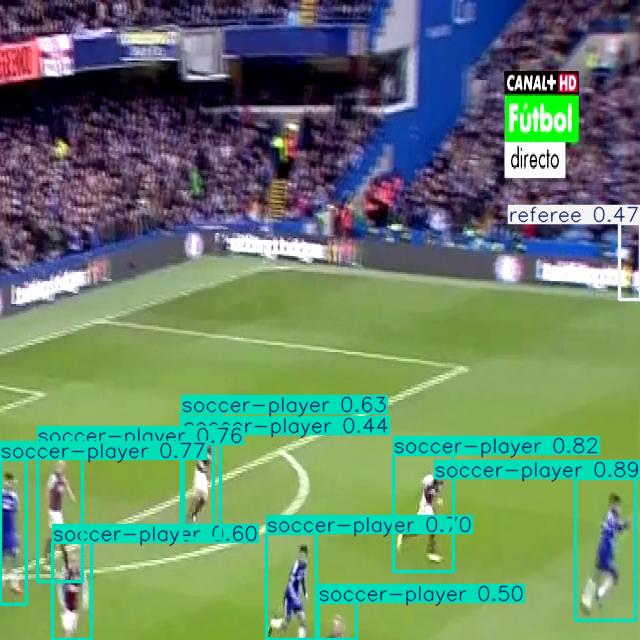 CANAL+ HD
Fútbol
directo
referee 0.47
soccer-player 0.63
soccer-player 0.44
soccer-player 0.76
soccer-player 0.77
soccer-player 0.82
soccer-player 0.89
soccer-player 0.60
soccer-player 0.70
soccer-player 0.50